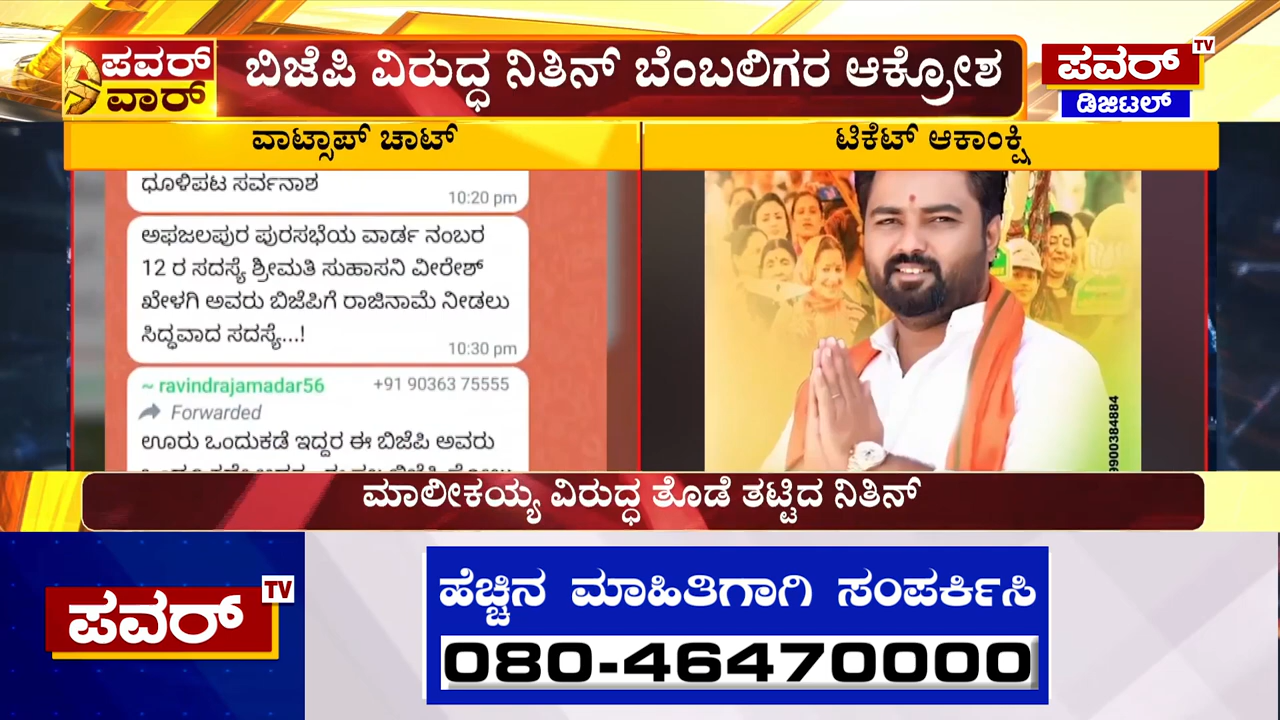 ಪವರ್
ವಾರ್
ಬಿಜೆಪಿ ವಿರುದ್ಧ ನಿತಿನ್ ಬೆಂಬಲಿಗರ ಆಕ್ರೋಶ
ಪವರ್ TV
ಡಿಜಿಟಲ್
ವಾಟ್ಸಾಪ್ ಚಾಟ್
ಟಿಕೆಟ್ ಆಕಾಂಕ್ಷಿ
ಧೂಳಿಪಟ ಸರ್ವನಾಶ
10:20 pm
ಅಫಜಲಪುರ ಪುರಸಭೆಯ ವಾರ್ಡ ನಂಬರ
12 ರ ಸದಸ್ಯೆ ಶ್ರೀಮತಿ ಸುಹಾಸನಿ ವೀರೇಶ್
ಖೇಳಗಿ ಅವರು ಬಿಜೆಪಿಗೆ ರಾಜಿನಾಮೆ ನೀಡಲು
ಸಿದ್ಧವಾದ ಸದಸ್ಯೆ...!
10:30 pm
~ ravindrajamadar56 +91 90363 75555
Forwarded
ಊರು ಒಂದುಕಡೆ ಇದ್ದರ ಈ ಬಿಜೆಪಿ ಅವರು
9900384884
ಮಾಲೀಕಯ್ಯ ವಿರುದ್ಧ ತೊಡೆ ತಟ್ಟಿದ ನಿತಿನ್
ಪವರ್ TV
ಹೆಚ್ಚಿನ ಮಾಹಿತಿಗಾಗಿ ಸಂಪರ್ಕಿಸಿ
080-46470000